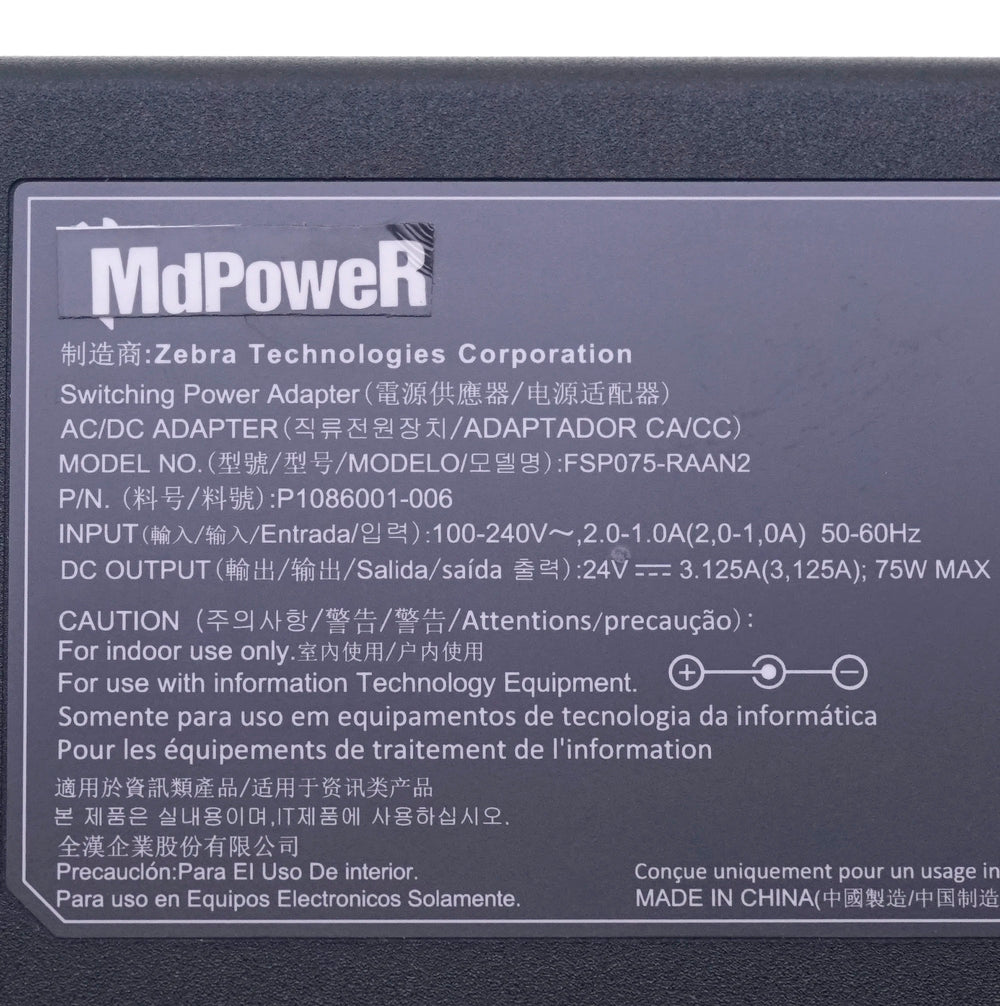 MdPoweR
制造商:Zebra Technologies Corporation
Switching Power Adapter(電源供應器/电源适配器)
AC/DC ADAPTER(직류전원장치/ADAPTADOR CA/CC)
MODEL NO.(型號/型号/MODELO/모델명):FSP075-RAAN2
P/N. (料号/料號):P1086001-006
INPUT(輸入/输入/Entrada/입력):100-240V～,2.0-1.0A(2,0-1,0A) 50-60Hz
DC OUTPUT(輸出/输出/Salida/saída 출력):24V⎓ 3.125A(3,125A); 75W MAX
CAUTION (주의사항/警告/警告/Attentions/precaução):
For indoor use only.室內使用/户内使用
For use with information Technology Equipment.
Somente para uso em equipamentos de tecnologia da informática
Pour les équipements de traitement de l'information
適用於資訊類產品/适用于资讯类产品
본 제품은 실내용이며,IT제품에 사용하십시오.
全漢企業股份有限公司
Precauclón:Para El Uso De interior.
Para uso en Equipos Electronicos Solamente.
Conçue uniquement pour un usage in
MADE IN CHINA(中國製造/中国制造